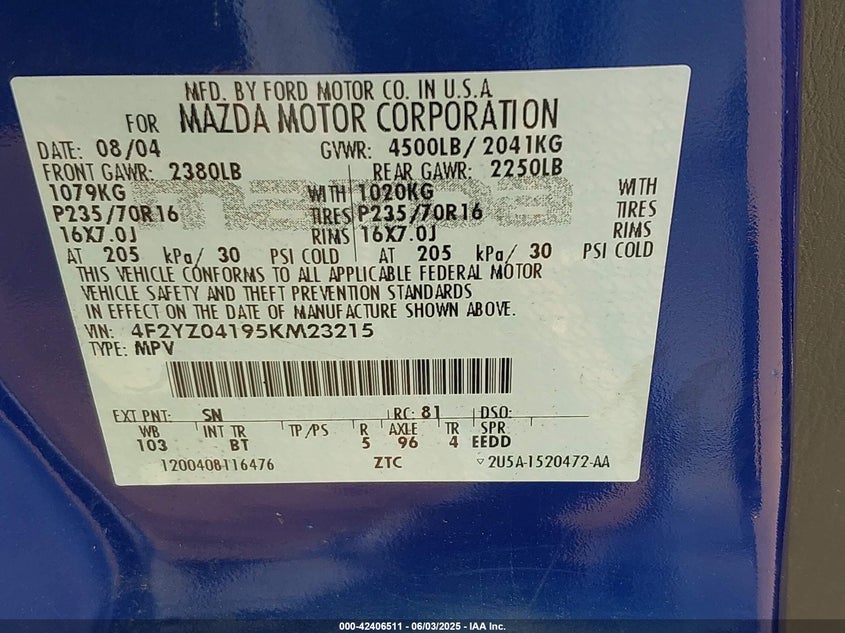 MFD. BY FORD MOTOR CO. IN U.S.A.
FOR MAZDA MOTOR CORPORATION
DATE: 08/04 GVWR: 4500LB/ 2041KG
FRONT GAWR: 2380LB REAR GAWR: 2250LB
1079KG WITH 1020KG WITH
P235/70R16 TIRES P235/70R16 TIRES
16X7.0J RIMS 16X7.0J RIMS
AT 205 kPa/ 30 PSI COLD AT 205 kPa/ 30 PSI COLD
THIS VEHICLE CONFORMS TO ALL APPLICABLE FEDERAL MOTOR
VEHICLE SAFETY AND THEFT PREVENTION STANDARDS
IN EFFECT ON THE DATE OF MANUFACTURE SHOWN ABOVE.
VIN: 4F2YZ04195KM23215
TYPE: MPV
EXT PNT: SN RC: 81 DSO:
WB INT TR TP/PS R AXLE TR SPR
103 BT 5 96 4 EEDD
1200408116476 ZTC 2U5A-1520472-AA
000-42406511 - 06/03/2025 - IAA Inc.